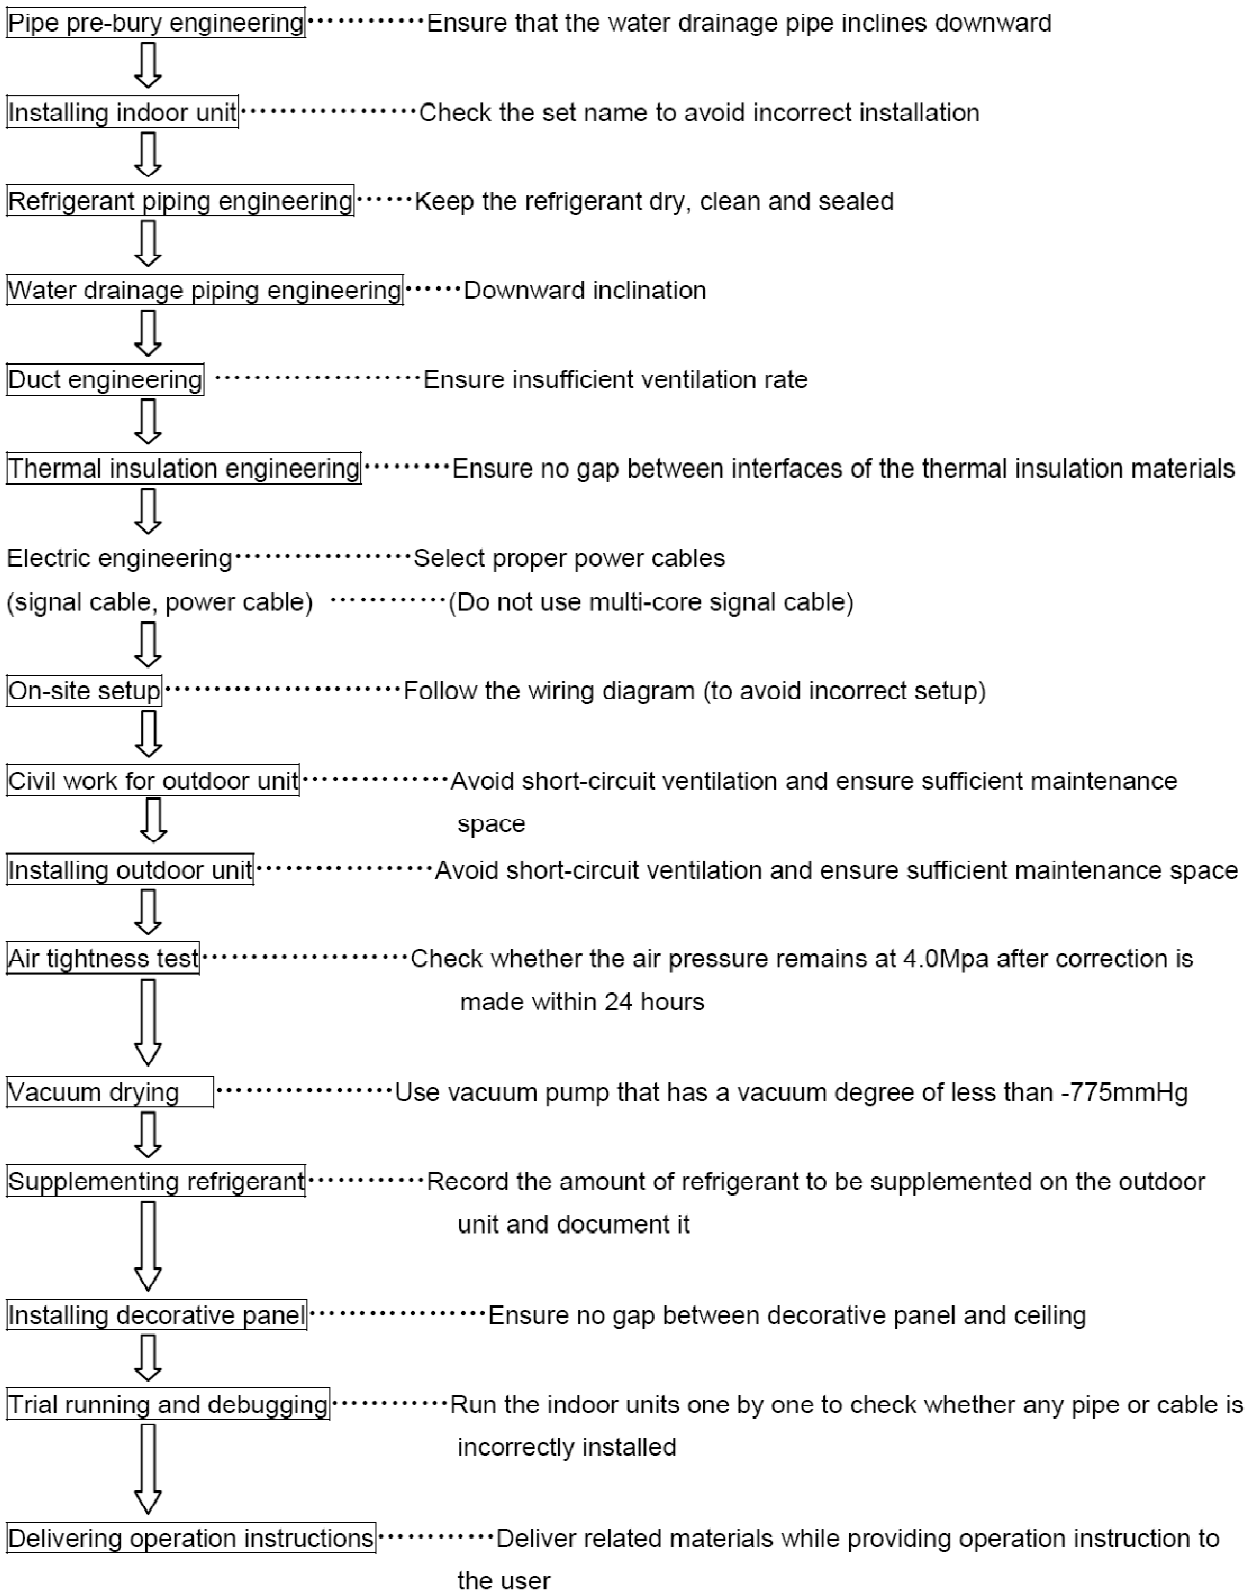 Pipe pre-bury engineering············Ensure that the water drainage pipe inclines downward
Installing indoor unit··················Check the set name to avoid incorrect installation
Refrigerant piping engineering······Keep the refrigerant dry, clean and sealed
Water drainage piping engineering······Downward inclination
Duct engineering ·····················Ensure insufficient ventilation rate
Thermal insulation engineering·········Ensure no gap between interfaces of the thermal insulation materials
Electric engineering··················Select proper power cables
(signal cable, power cable) ············(Do not use multi-core signal cable)
On-site setup························Follow the wiring diagram (to avoid incorrect setup)
Civil work for outdoor unit···············Avoid short-circuit ventilation and ensure sufficient maintenance
space
Installing outdoor unit··················Avoid short-circuit ventilation and ensure sufficient maintenance space
Air tightness test·····················Check whether the air pressure remains at 4.0Mpa after correction is
made within 24 hours
Vacuum drying ··················Use vacuum pump that has a vacuum degree of less than -775mmHg
Supplementing refrigerant············Record the amount of refrigerant to be supplemented on the outdoor
unit and document it
Installing decorative panel··················Ensure no gap between decorative panel and ceiling
Trial running and debugging············Run the indoor units one by one to check whether any pipe or cable is
incorrectly installed
Delivering operation instructions············Deliver related materials while providing operation instruction to
the user